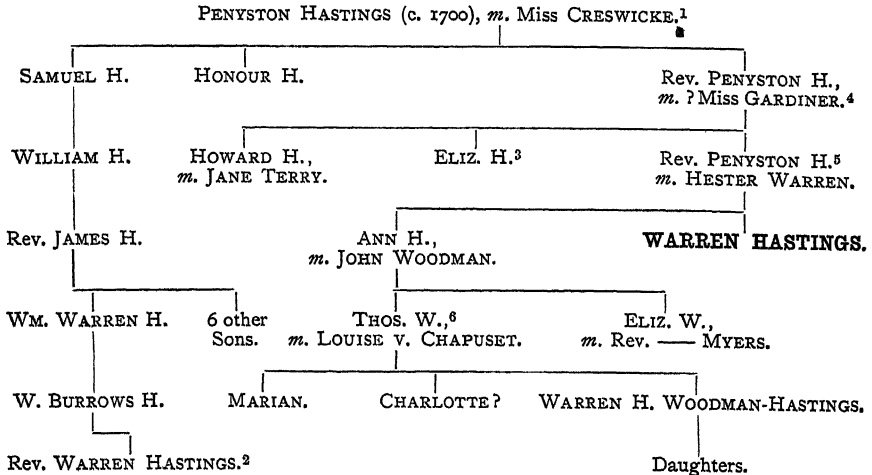 PENYSTON HASTINGS (c. 1700), m. Miss CRESWICKE.¹
SAMUEL H. HONOUR H. Rev. PENYSTON H.,
m. ? Miss GARDINER.⁴
WILLIAM H. HOWARD H., ELIZ. H.³ Rev. PENYSTON H.⁵
m. JANE TERRY. m. HESTER WARREN.
Rev. JAMES H. ANN H., WARREN HASTINGS.
m. JOHN WOODMAN.
WM. WARREN H. 6 other THOS. W.,⁶ ELIZ. W.,
Sons. m. LOUISE V. CHAPUSET. m. Rev. —— MYERS.
W. BURROWS H. MARIAN. CHARLOTTE? WARREN H. WOODMAN-HASTINGS.
Rev. WARREN HASTINGS.² Daughters.